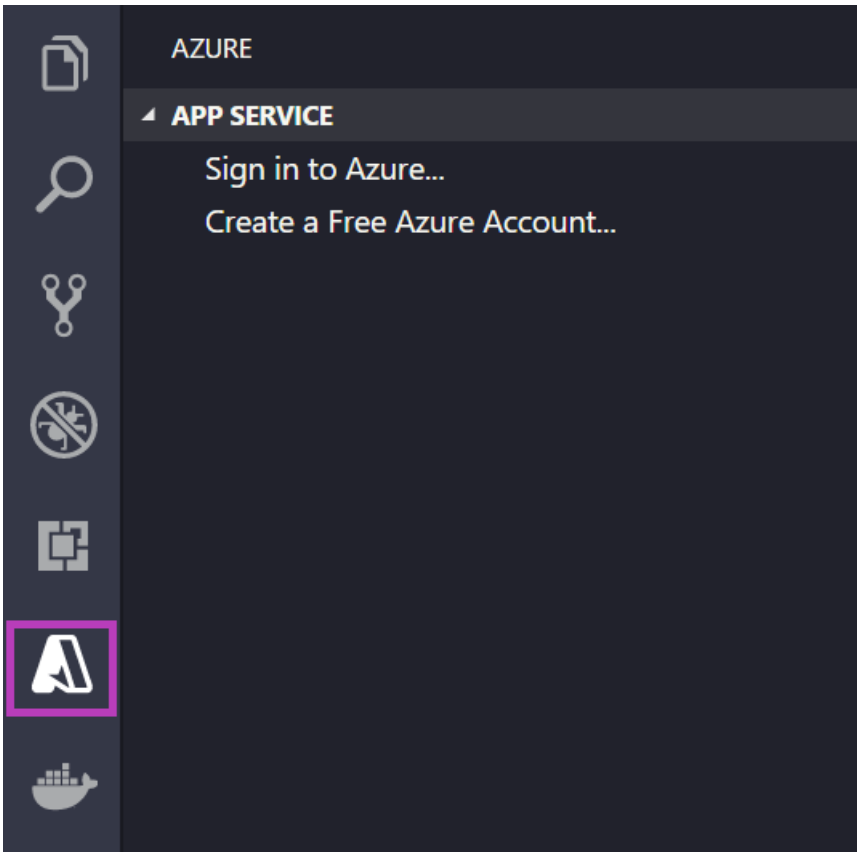 AZURE
APP SERVICE
Sign in to Azure...
Create a Free Azure Account...